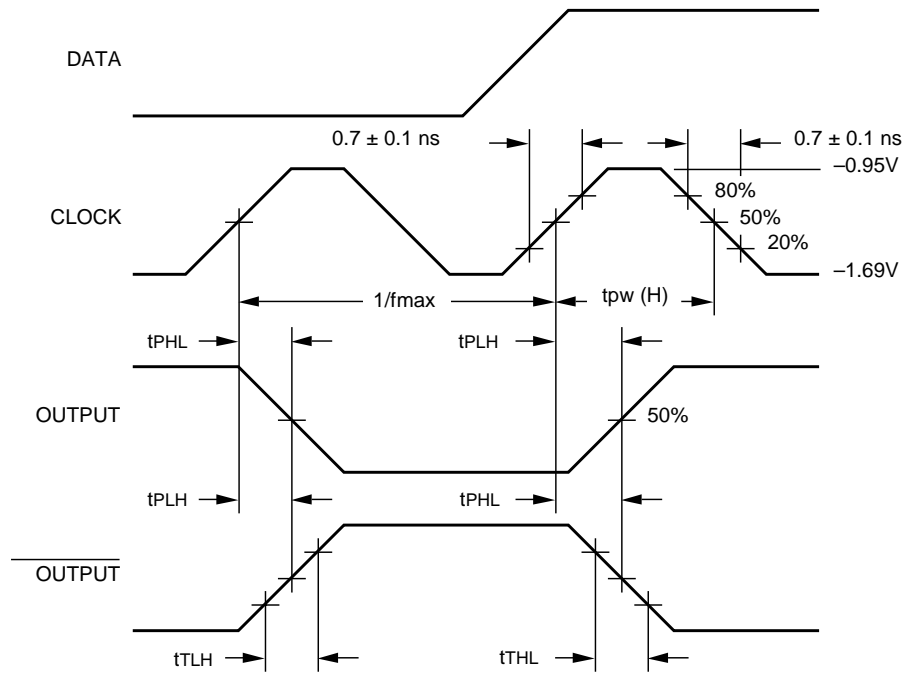 DATA
0.7 ± 0.1 ns
0.7 ± 0.1 ns
–0.95V
80%
CLOCK
50%
20%
–1.69V
1/fmax
tpw (H)
tPHL
tPLH
OUTPUT
50%
tPLH
tPHL
OUTPUT
tTLH
tTHL